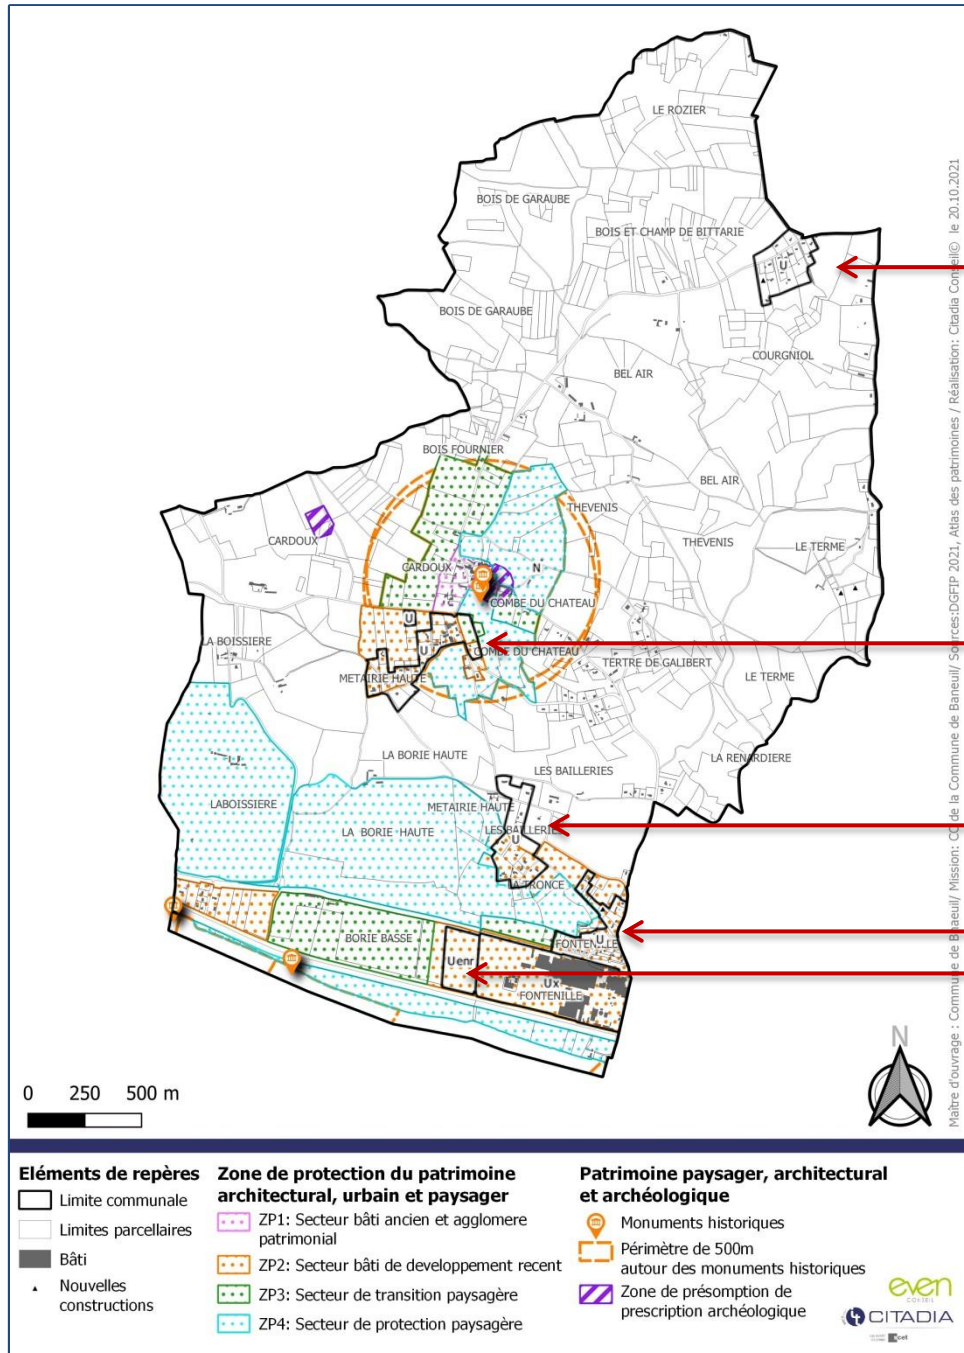 LE ROZIER
BOIS DE GARAUBE
BOIS ET CHAMP DE BITTARIE
U
BOIS DE GARAUBE
COURGNIOL
BEL AIR
BOIS FOURNIER
BEL AIR
THEVENIS
THEVENIS
CARDOUX
LE TERME
CARDOUX
N
COMBE DU CHATEAU
U
LA BOISSIERE
U
COMBE DU CHATEAU
TERTRE DE GALIBERT
METAIRIE HAUTE
LE TERME
LA BORIE HAUTE
LA RENARDIERE
LES BAILLERIES
LABOISSIERE
METAIRIE HAUTE
LA BORIE HAUTE
LES BAILLERIES
U
LA TRONCE
BORIE BASSE
FONTENILLE
U
Uenr
Ux
FONTENILLE
N
0 250 500 m
Maître d'ouvrage : Commune de Bnaeuil/ Mission: CC de la Commune de Baneuil/ Sources:DGFIP 2021, Atlas des patrimoines / Réalisation: Citadia Conseil© le 20.10.2021
Eléments de repères
Limite communale
Limites parcellaires
Bâti
Nouvelles
constructions
Zone de protection du patrimoine
architectural, urbain et paysager
ZP1: Secteur bâti ancien et agglomere
patrimonial
ZP2: Secteur bâti de developpement recent
ZP3: Secteur de transition paysagère
ZP4: Secteur de protection paysagère
Patrimoine paysager, architectural
et archéologique
Monuments historiques
Périmètre de 500m
autour des monuments historiques
Zone de présomption de
prescription archéologique
even
CONSEIL
CITADIA